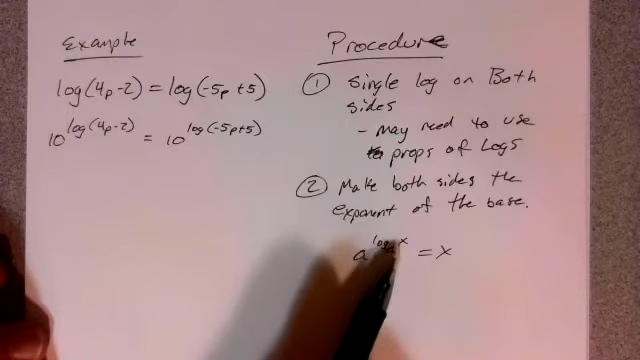 Example
log(4p-2) = log(-5p+5)
10^log(4p-2) = 10^log(-5p+5)
Procedure
① Single log on Both
sides
- may need to use
props of Logs
② Make both sides the
exponent of the base.
a^log_a x = x